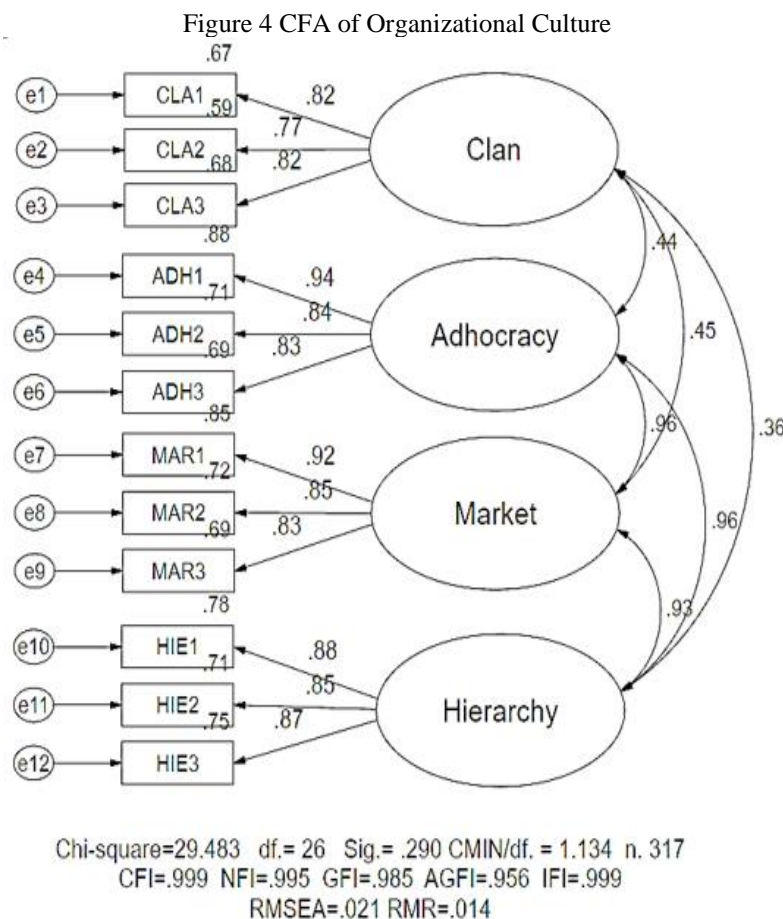 Figure 4 CFA of Organizational Culture
.67
e1 CLA1 .82
.59 .77
e2 CLA2 Clan
.68 .82
e3 CLA3
.88
.44
e4 ADH1 .94
.71 .84
e5 ADH2 Adhocracy .45
.69 .83
e6 ADH3
.85
.96 .36
e7 MAR1 .92
.72 .85
e8 MAR2 Market
.69 .83 .96
e9 MAR3
.78
.93
e10 HIE1 .88
.71 .85
e11 HIE2 Hierarchy
.75 .87
e12 HIE3
Chi-square=29.483 df.= 26 Sig.= .290 CMIN/df. = 1.134 n. 317
CFI=.999 NFI=.995 GFI=.985 AGFI=.956 IFI=.999
RMSEA=.021 RMR=.014